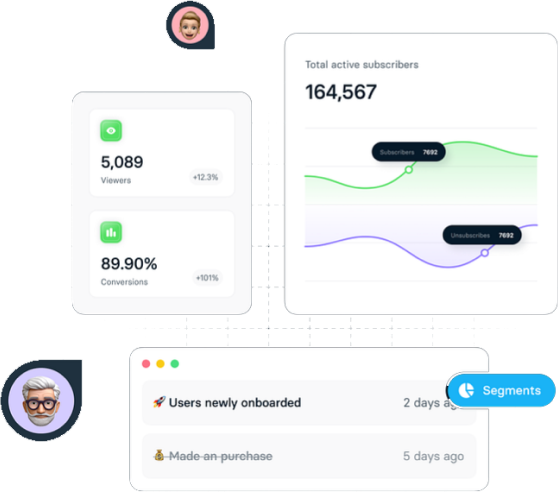 Total active subscribers
164,567
Subscribers 7692
Unsubscribes 7692
5,089
Viewers
+12.3%
89.90%
Conversions
+101%
🚀 Users newly onboarded
2 days ago
Segments
💰 Made an purchase
5 days ago